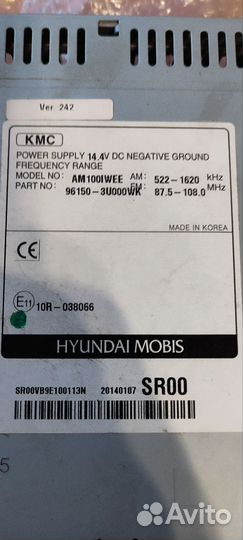 Ver 242
KMC
POWER SUPPLY 14.4V DC NEGATIVE GROUND
FREQUENCY RANGE
MODEL NO: AM100IWEE AM: 522-1620 kHz
PART NO: 96150-3U000WK FM: 87.5-108.0 MHz
MADE IN KOREA
CE
E11 10R-038066
HYUNDAI MOBIS
SR00VB9E100113N 20140107 SR00
5
Avito